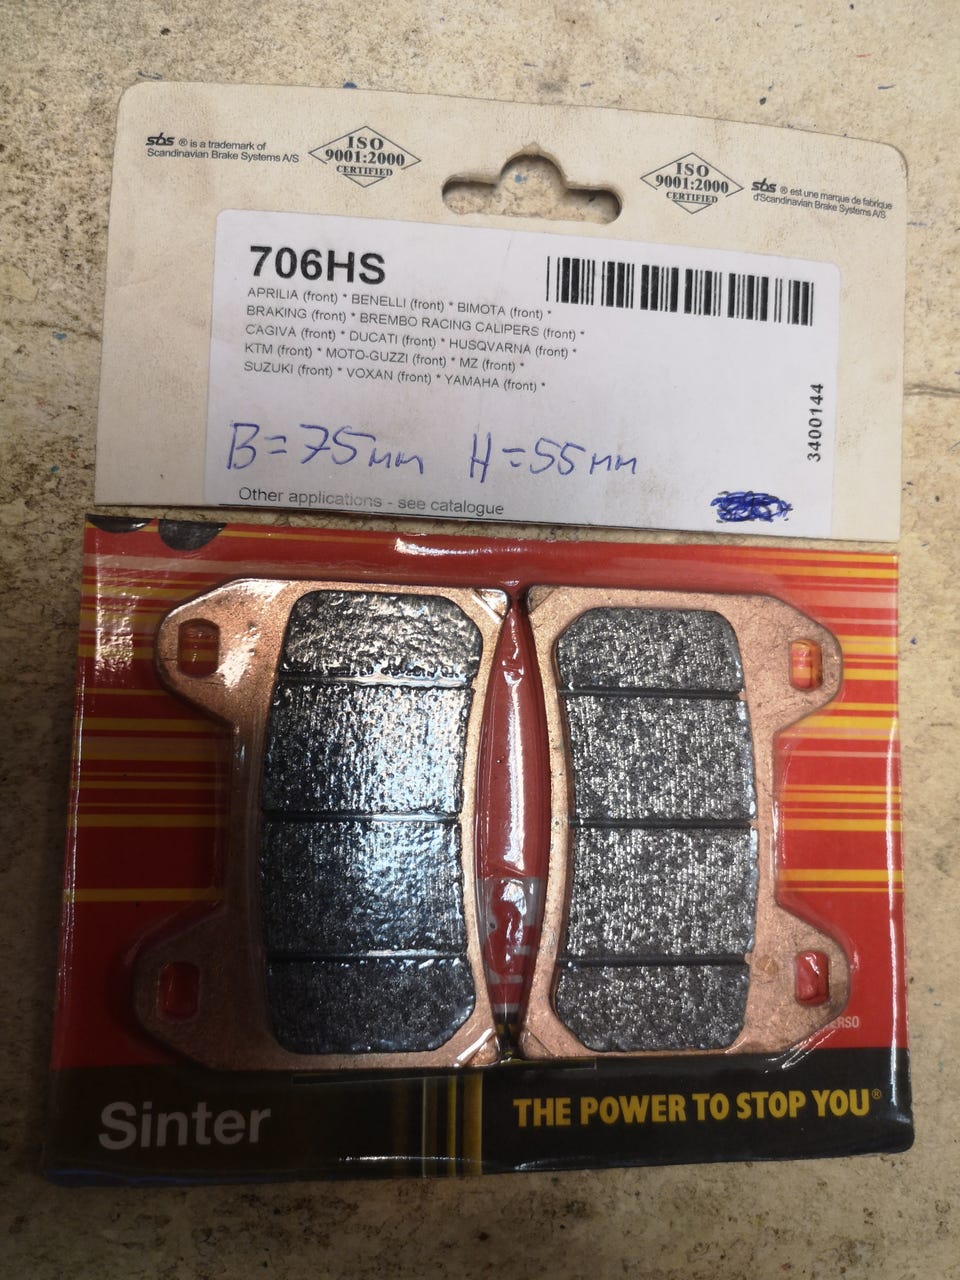 sbs ® is a trademark of
Scandinavian Brake Systems A/S
ISO
9001:2000
CERTIFIED
ISO
9001:2000
CERTIFIED
sbs ® est une marque de fabrique
d'Scandinavian Brake Systems A/S
706HS
APRILIA (front) * BENELLI (front) * BIMOTA (front) *
BRAKING (front) * BREMBO RACING CALIPERS (front) *
CAGIVA (front) * DUCATI (front) * HUSQVARNA (front) *
KTM (front) * MOTO-GUZZI (front) * MZ (front) *
SUZUKI (front) * VOXAN (front) * YAMAHA (front) *
3400144
B=75mm H=55mm
Other applications - see catalogue
Sinter
THE POWER TO STOP YOU®